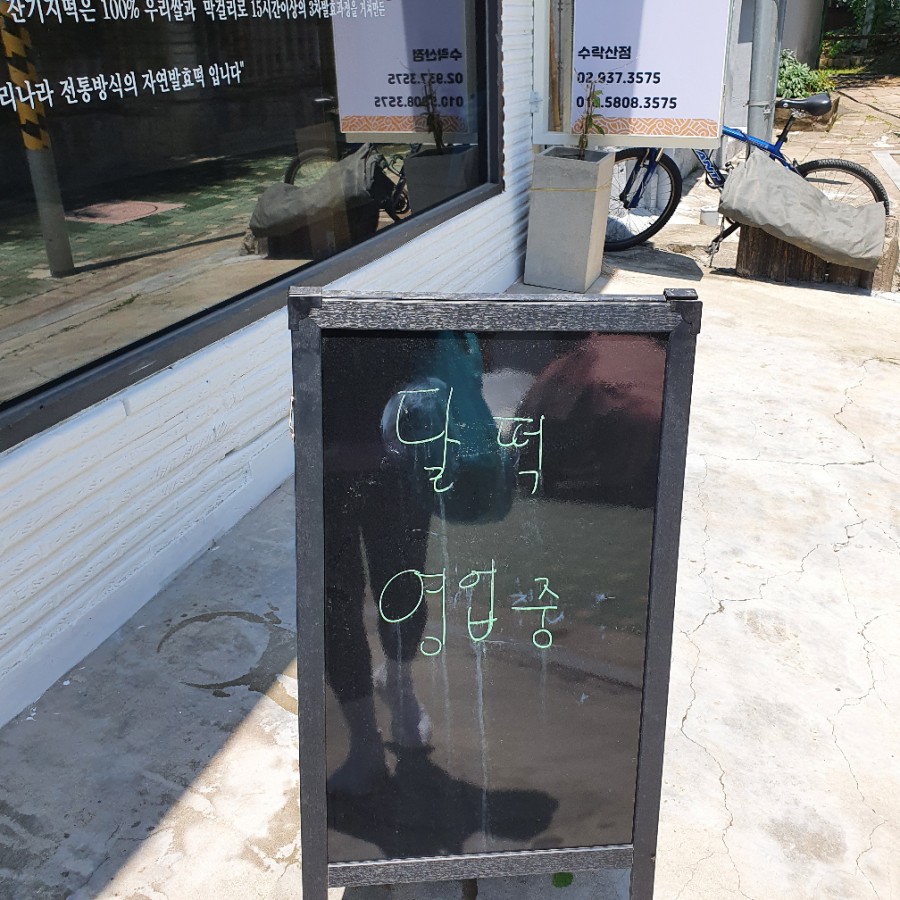 잔기지떡은 100% 우리쌀과 막걸리로 15시간이상의 3차발효과정을 거쳐만든
리나라 전통방식의 자연발효떡 입니다"
수락산점
02.937.3575
010.5808.3575
달떡
영업중